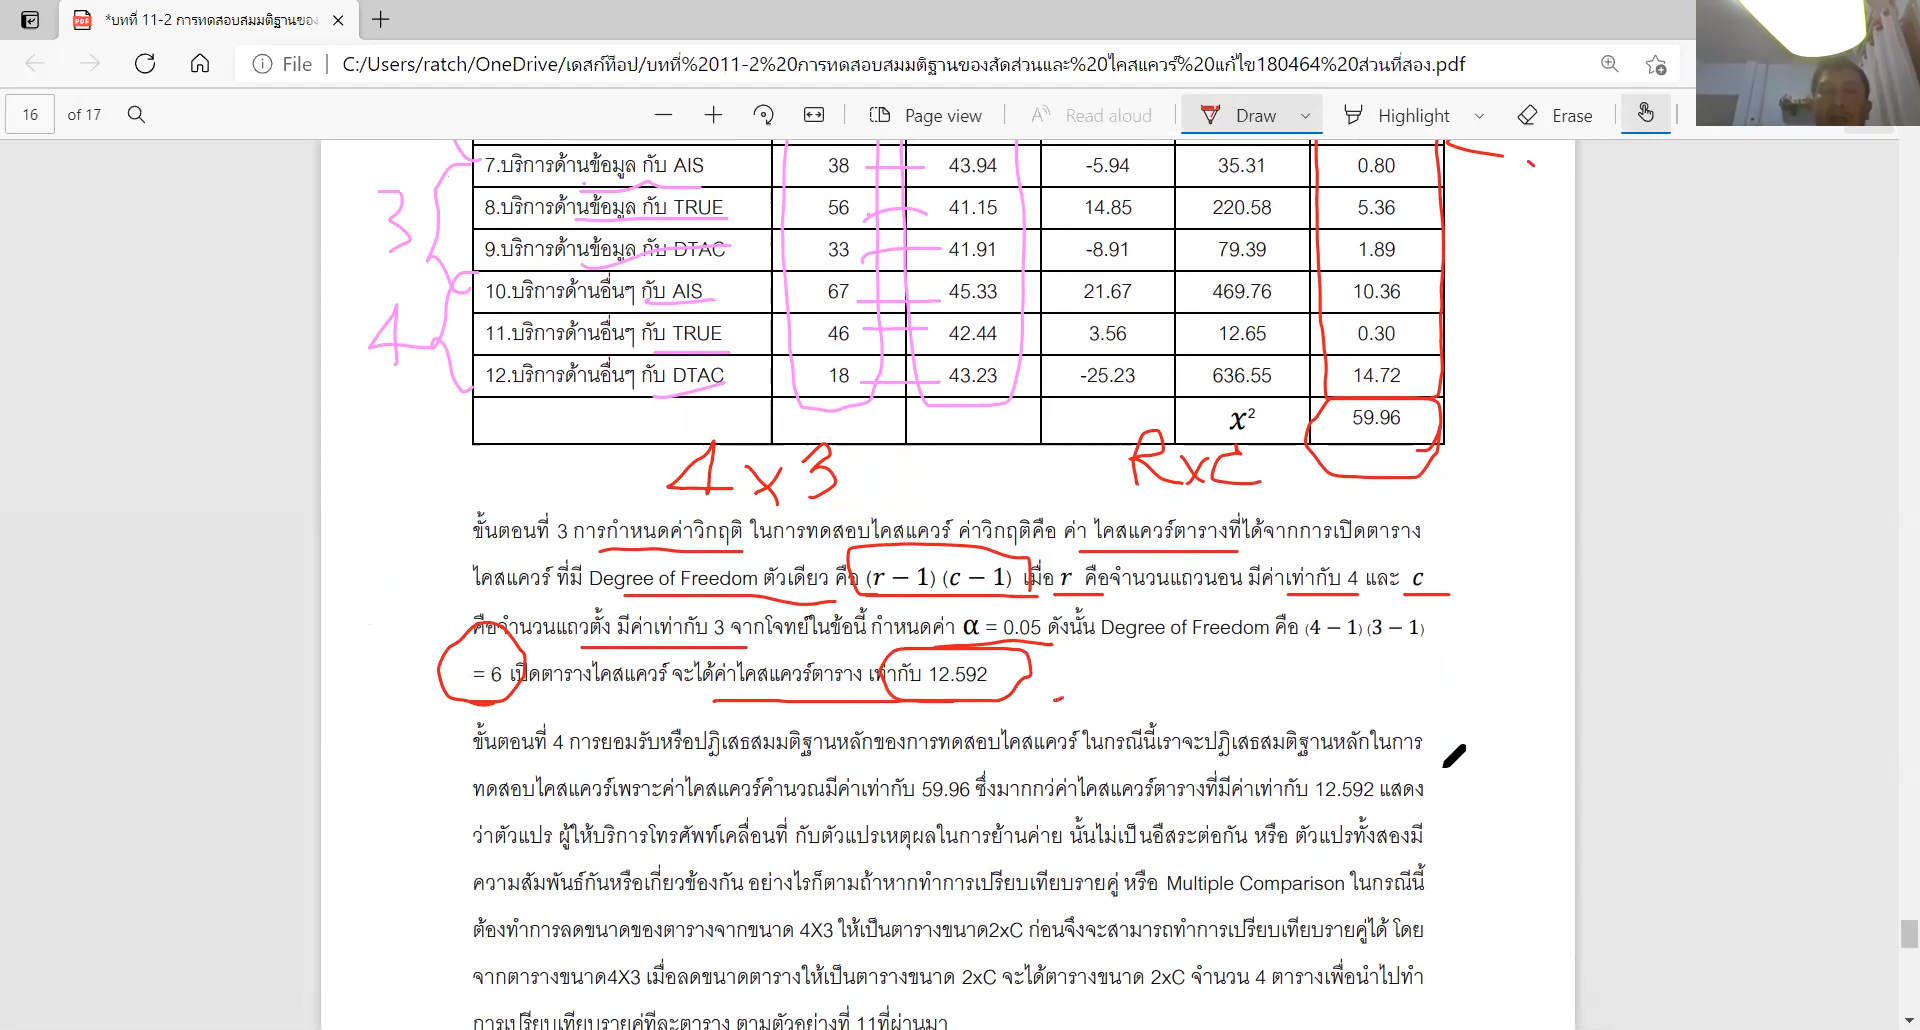 *บทที่ 11-2 การทดสอบสมมติฐานของ
File C:/Users/ratch/OneDrive/เดสก์ท็อป/บทที่%2011-2%20การทดสอบสมมติฐานของสัดส่วนและ%20ไคสแควร์%20แก้ไข180464%20ส่วนที่สอง.pdf
16 of 17 Page view Read aloud Draw Highlight Erase
7.บริการด้านข้อมูล กับ AIS 38 43.94 -5.94 35.31 0.80
8.บริการด้านข้อมูล กับ TRUE 56 41.15 14.85 220.58 5.36
9.บริการด้านข้อมูล กับ DTAC 33 41.91 -8.91 79.39 1.89
10.บริการด้านอื่นๆ กับ AIS 67 45.33 21.67 469.76 10.36
11.บริการด้านอื่นๆ กับ TRUE 46 42.44 3.56 12.65 0.30
12.บริการด้านอื่นๆ กับ DTAC 18 43.23 -25.23 636.55 14.72
x² 59.96
3
4
4 x 3 RxC
ขั้นตอนที่ 3 การกำหนดค่าวิกฤติ ในการทดสอบไคสแควร์ ค่าวิกฤติคือ ค่า ไคสแควร์ตารางที่ได้จากการเปิดตาราง
ไคสแควร์ ที่มี Degree of Freedom ตัวเดียว คือ (r − 1) (c − 1) เมื่อ r คือจำนวนแถวนอน มีค่าเท่ากับ 4 และ c
คือจำนวนแถวตั้ง มีค่าเท่ากับ 3 จากโจทย์ในข้อนี้ กำหนดค่า α = 0.05 ดังนั้น Degree of Freedom คือ (4 − 1) (3 − 1)
= 6 เปิดตารางไคสแควร์ จะได้ค่าไคสแควร์ตาราง เท่ากับ 12.592
ขั้นตอนที่ 4 การยอมรับหรือปฎิเสธสมมติฐานหลักของการทดสอบไคสแควร์ ในกรณีนี้เราจะปฎิเสธสมติฐานหลักในการ
ทดสอบไคสแควร์เพราะค่าไคสแควร์คำนวณมีค่าเท่ากับ 59.96 ซึ่งมากกว่ค่าไคสแควร์ตารางที่มีค่าเท่ากับ 12.592 แสดง
ว่าตัวแปร ผู้ให้บริการโทรศัพท์เคลื่อนที่ กับตัวแปรเหตุผลในการย้านค่าย นั้นไม่เป็นอืสระต่อกัน หรือ ตัวแปรทั้งสองมี
ความสัมพันธ์กันหรือเกี่ยวข้องกัน อย่างไรก็ตามถ้าหากทำการเปรียบเทียบรายคู่ หรือ Multiple Comparison ในกรณีนี้
ต้องทำการลดขนาดของตารางจากขนาด 4X3 ให้เป็นตารางขนาด2xC ก่อนจึงจะสามารถทำการเปรียบเทียบรายคู่ได้ โดย
จากตารางขนาด4X3 เมื่อลดขนาดตารางให้เป็นตารางขนาด 2xC จะได้ตารางขนาด 2xC จำนวน 4 ตารางเพื่อนำไปทำ
การเปรียบเทียบรายคู่ทีละตาราง ตามตัวอย่างที่ 11ที่ผ่านมา